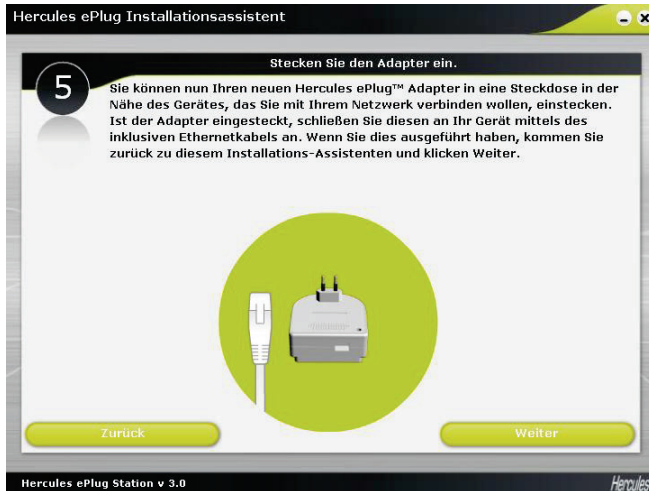 Hercules ePlug Installationsassistent
Stecken Sie den Adapter ein.
5
Sie können nun Ihren neuen Hercules ePlug™ Adapter in eine Steckdose in der
Nähe des Gerätes, das Sie mit Ihrem Netzwerk verbinden wollen, einstecken.
Ist der Adapter eingesteckt, schließen Sie diesen an Ihr Gerät mittels des
inklusiven Ethernetkabels an. Wenn Sie dies ausgeführt haben, kommen Sie
zurück zu diesem Installations-Assistenten und klicken Weiter.
Zurück
Weiter
Hercules ePlug Station v 3.0
Hercules